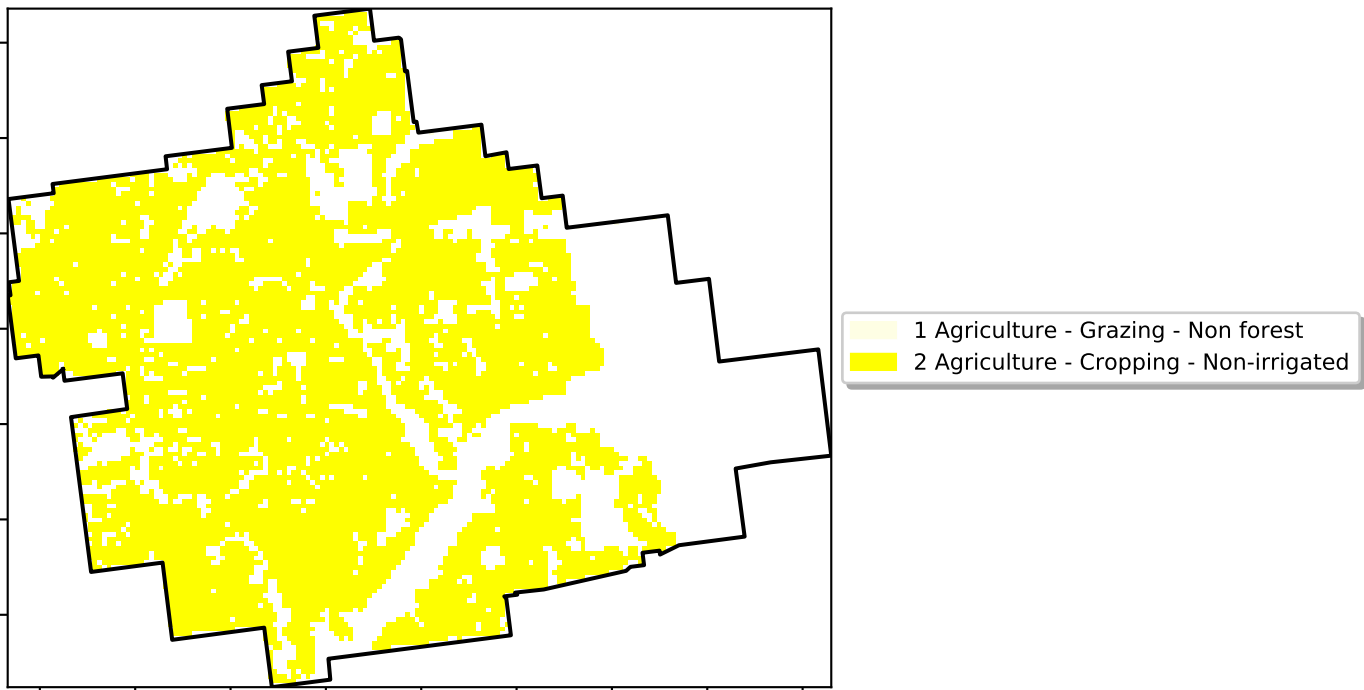 1 Agriculture - Grazing - Non forest
2 Agriculture - Cropping - Non-irrigated